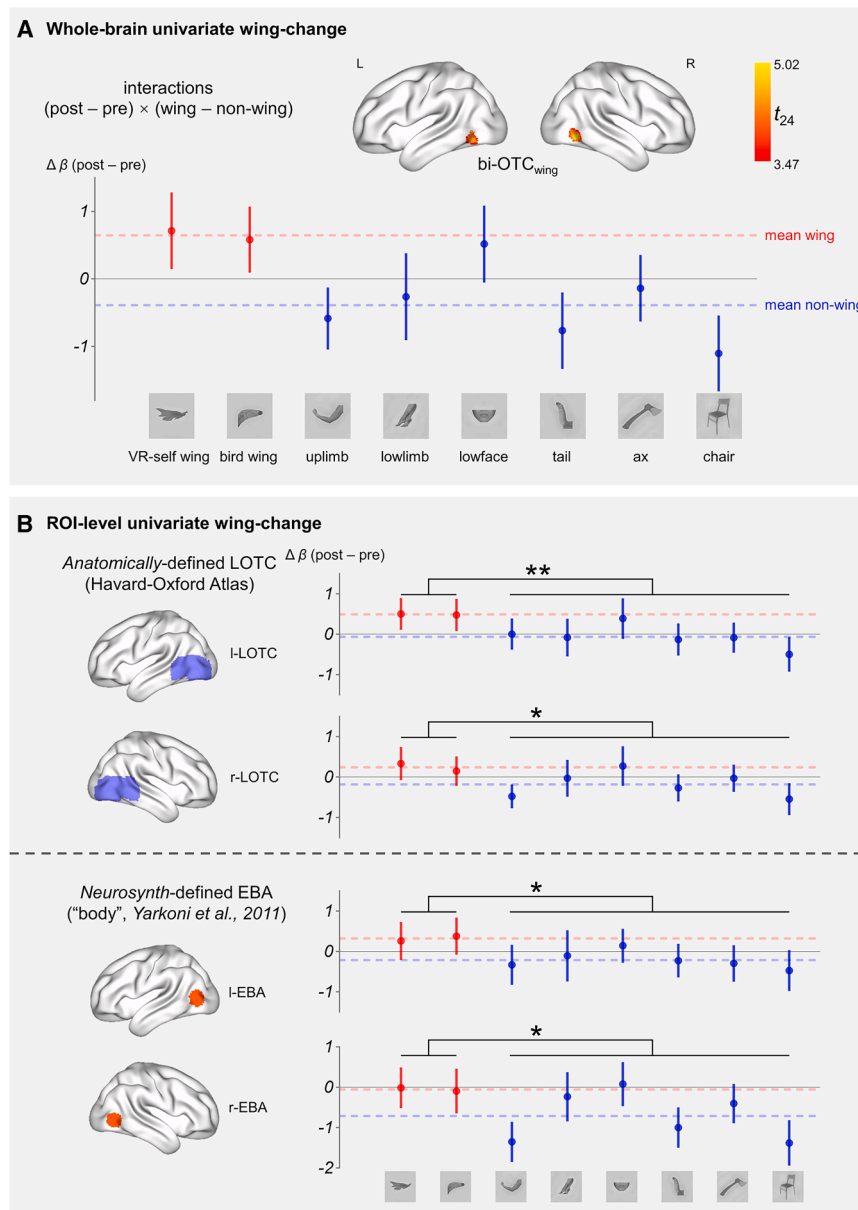 A Whole-brain univariate wing-change
interactions
(post – pre) × (wing – non-wing)
L
R
5.02
t24
3.47
bi-OTCwing
Δ β (post – pre)
1
0
-1
mean wing
mean non-wing
VR-self wing bird wing uplimb lowlimb lowface tail ax chair
B ROI-level univariate wing-change
Anatomically-defined LOTC
(Havard-Oxford Atlas)
Δ β (post – pre)
l-LOTC
1
0
-1
**
r-LOTC
1
0
-1
*
Neurosynth-defined EBA
(“body”, Yarkoni et al., 2011)
l-EBA
1
0
-1
*
r-EBA
1
0
-1
-2
*